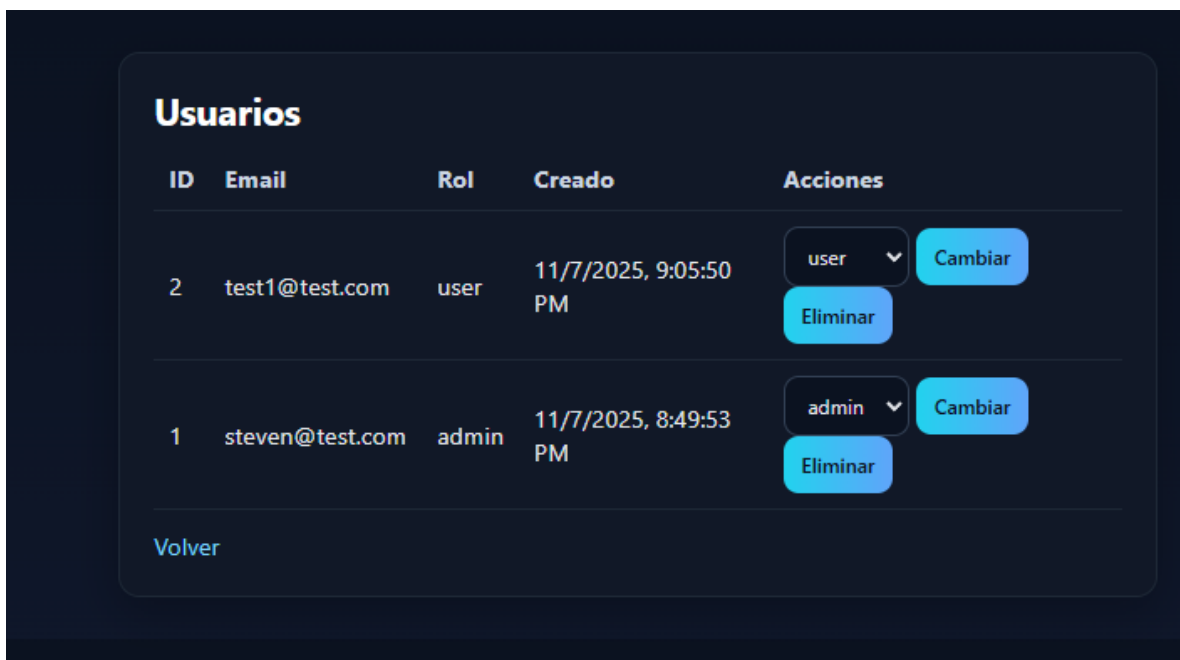 Usuarios
ID Email Rol Creado Acciones
2 test1@test.com user 11/7/2025, 9:05:50 PM user Cambiar
Eliminar
1 steven@test.com admin 11/7/2025, 8:49:53 PM admin Cambiar
Eliminar
Volver